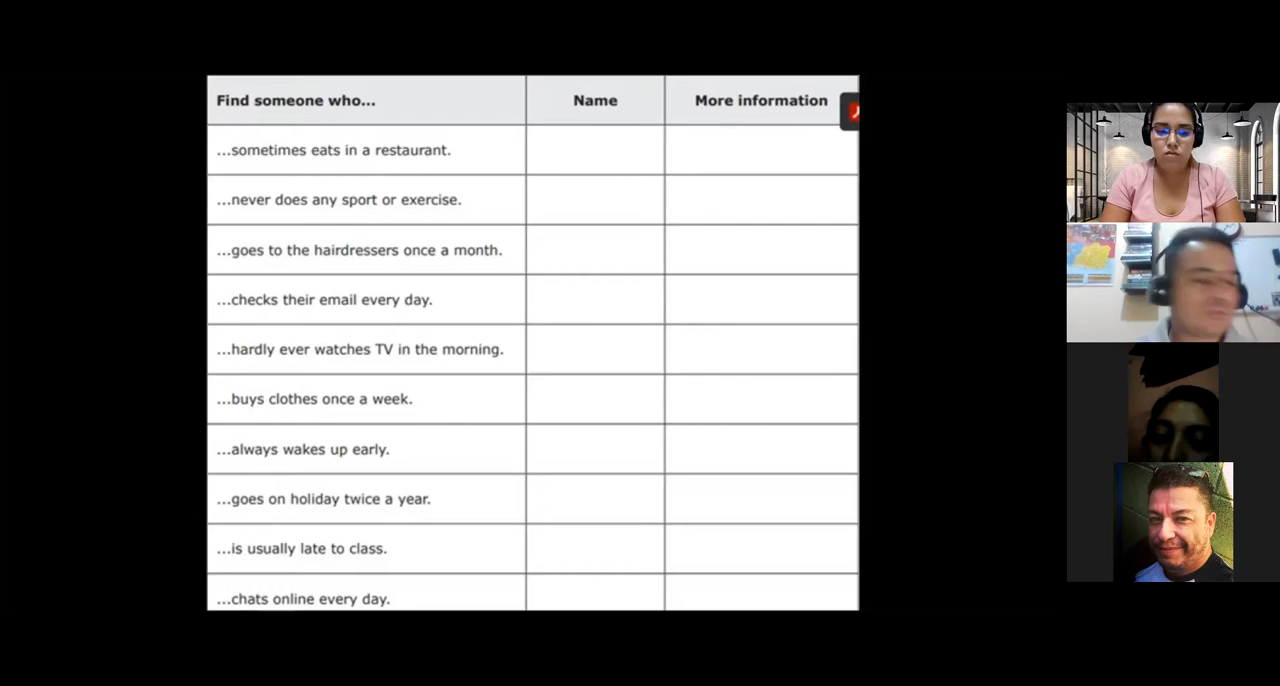 Find someone who... Name More information
...sometimes eats in a restaurant.
...never does any sport or exercise.
...goes to the hairdressers once a month.
...checks their email every day.
...hardly ever watches TV in the morning.
...buys clothes once a week.
...always wakes up early.
...goes on holiday twice a year.
...is usually late to class.
...chats online every day.